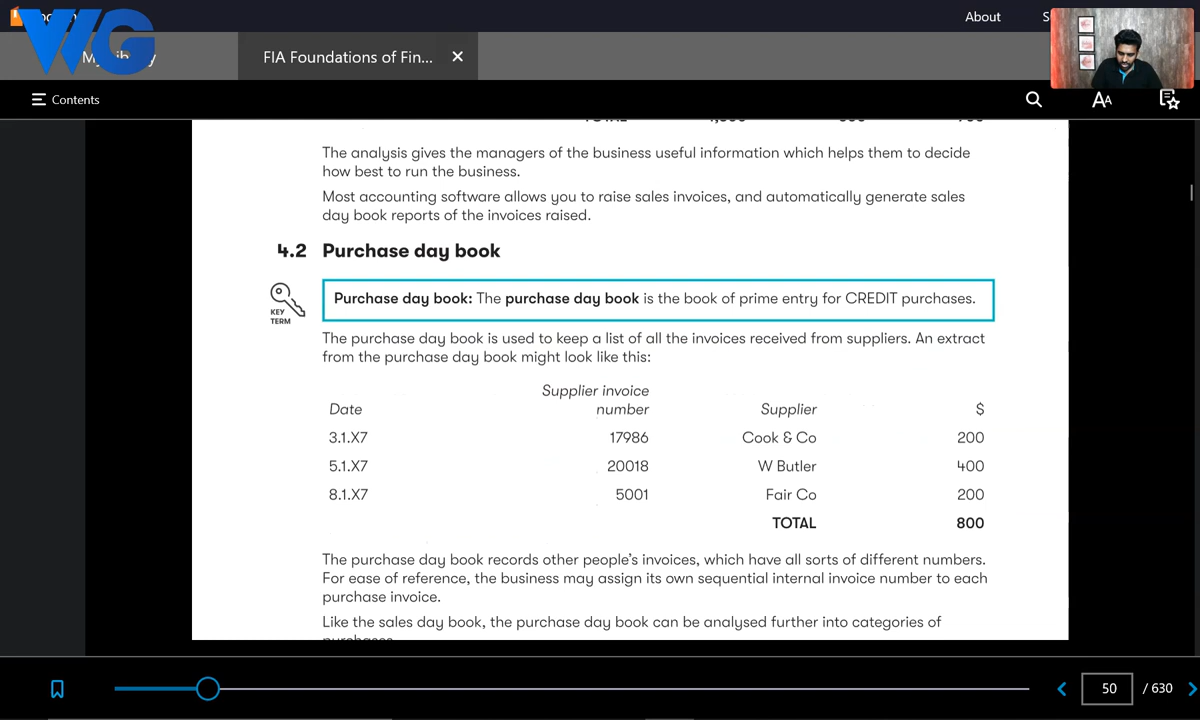 About
WG
FIA Foundations of Fin... ×
Contents
AA
The analysis gives the managers of the business useful information which helps them to decide
how best to run the business.
Most accounting software allows you to raise sales invoices, and automatically generate sales
day book reports of the invoices raised.
4.2 Purchase day book
KEY
TERM
Purchase day book: The purchase day book is the book of prime entry for CREDIT purchases.
The purchase day book is used to keep a list of all the invoices received from suppliers. An extract
from the purchase day book might look like this:
Supplier invoice
Date number Supplier $
3.1.X7 17986 Cook & Co 200
5.1.X7 20018 W Butler 400
8.1.X7 5001 Fair Co 200
TOTAL 800
The purchase day book records other people's invoices, which have all sorts of different numbers.
For ease of reference, the business may assign its own sequential internal invoice number to each
purchase invoice.
Like the sales day book, the purchase day book can be analysed further into categories of
50 / 630